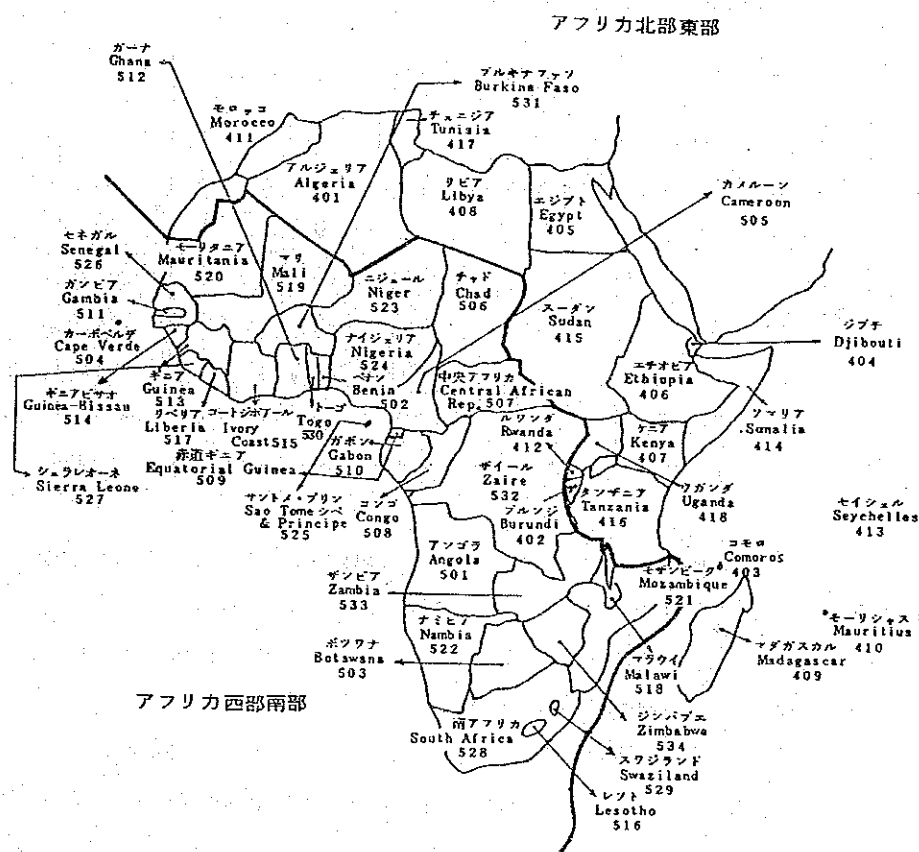 アフリカ北部東部
ガーナ
Ghana
512
ブルキナファソ
Burkina Faso
531
モロッコ
Morocco
411
チュニジア
Tunisia
417
アルジェリア
Algeria
401
リビア
Libya
408
エジプト
Egypt
405
カメルーン
Cameroon
505
セネガル
Senegal
526
モーリタニア
Mauritania
520
マリ
Mali
519
ニジェール
Niger
523
チャド
Chad
506
スーダン
Sudan
415
ガンビア
Gambia
511
カーボベルデ
Cape Verde
504
ナイジェリア
Nigeria
524
ジブチ
Djibouti
404
エチオピア
Ethiupia
406
ベナン
Benin
502
中央アフリカ
Central African
Rep. 507
ギニア
Guinea
513
ギニアビサオ
Guinea-Bissau
514
リベリア
Liberia
517
コートジボアール
Ivory
Coast 515
トーゴ
Togo
530
ソマリア
Somalia
414
ルワンダ
Rwanda
412
ケニア
Kenya
407
赤道ギニア
Equatorial Guinea
509
ガボン
Gabon
510
ザイール
Zaire
532
シェラレオーネ
Sierra Leone
527
サントメ・プリン
Sao Tome シペ
& Principe
525
コンゴ
Congo
508
ブルンジ
Burundi
402
タンザニア
Tanzania
416
ウガンダ
Uganda
418
セイシェル
Seychelles
413
アンゴラ
Angola
501
コモロ
Comoros
403
モザンビーク
Mozambique
521
ザンビア
Zambia
533
ナミビノ
Nambia
522
モーリシャス
Mauritius
410
ボツワナ
Botswana
503
マラウイ
Malawi
518
マダガスカル
Madagascar
409
アフリカ西部南部
南アフリカ
South Africa
528
ジンバブエ
Zimbabwa
534
スワジランド
Swaziland
529
レソト
Lesotho
516